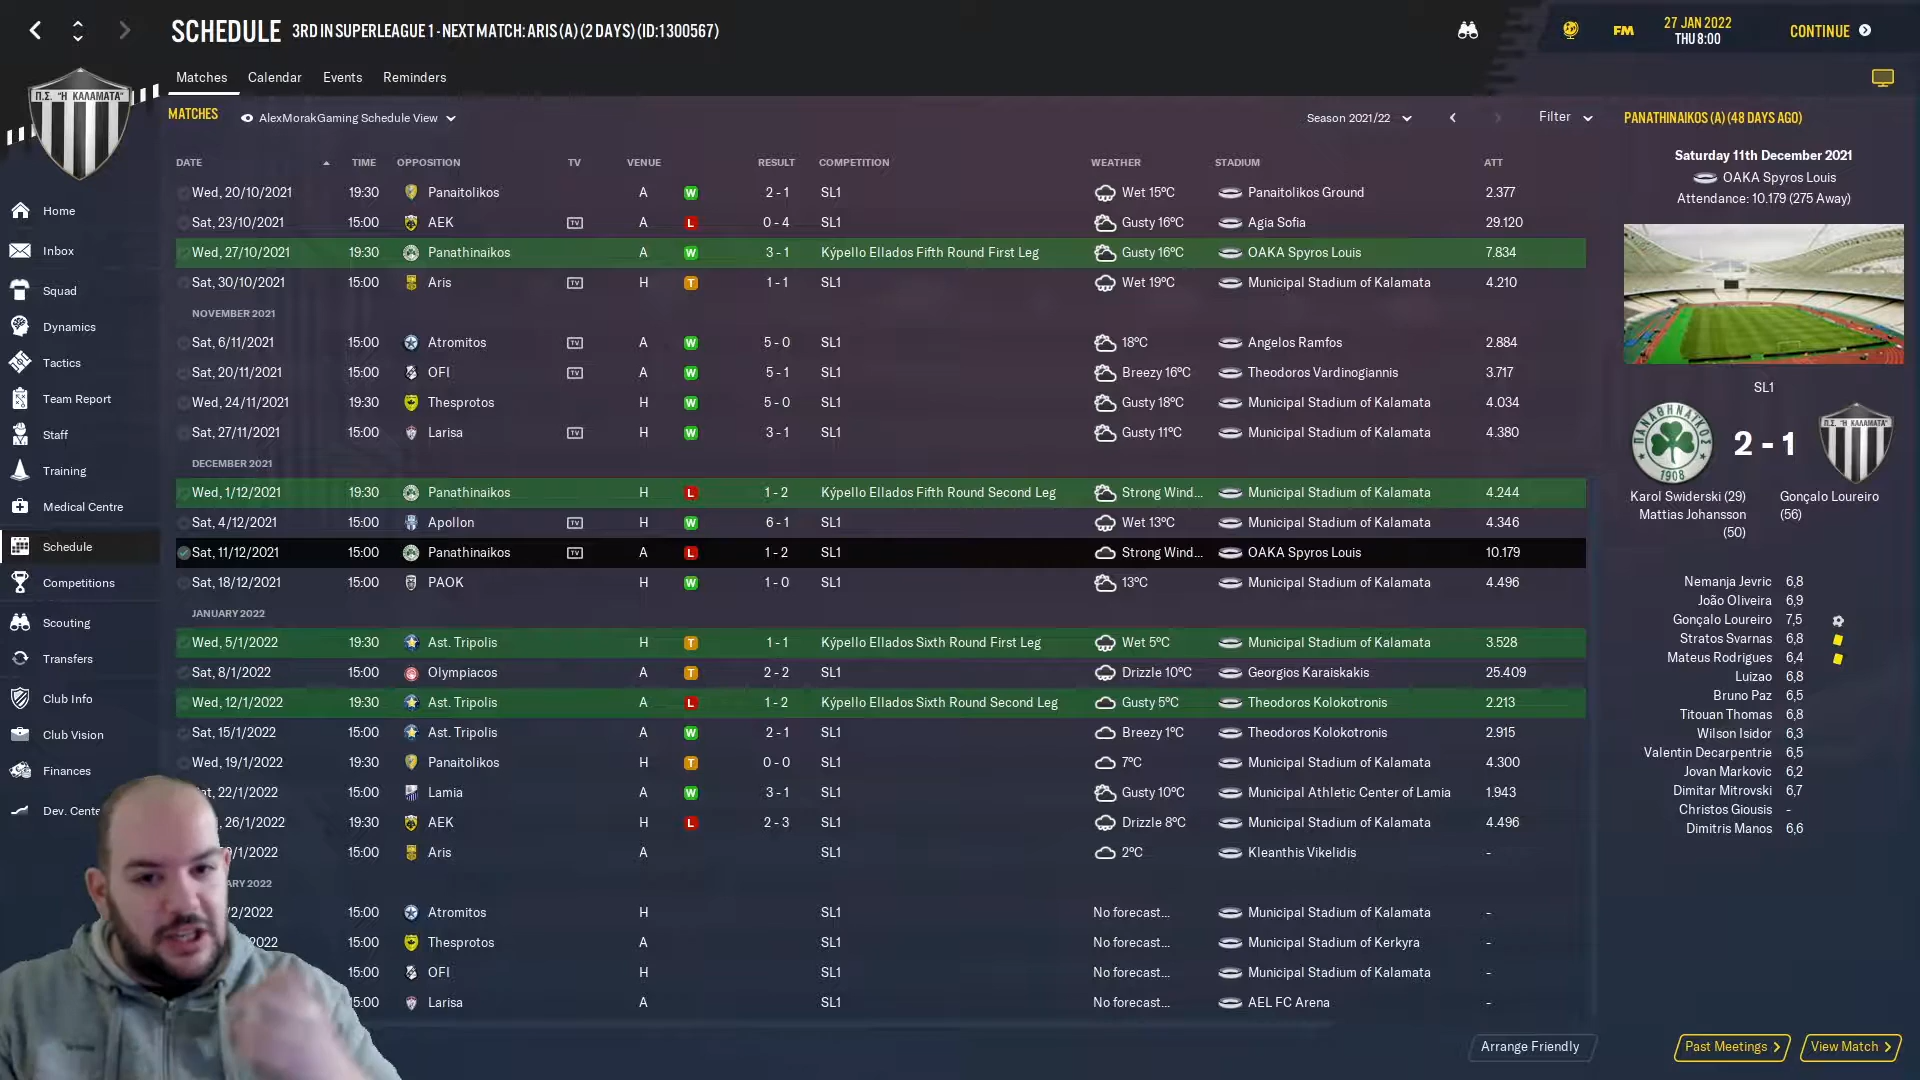 SCHEDULE 3RD IN SUPERLEAGUE 1 - NEXT MATCH: ARIS (A) (2 DAYS) (ID:1300567)
FM
27 JAN 2022
THU 8:00
CONTINUE
Π.Σ. "Η ΚΑΛΑΜΑΤΑ"
Matches Calendar Events Reminders
MATCHES AlexMorakGaming Schedule View Season 2021/22 Filter
DATE TIME OPPOSITION TV VENUE RESULT COMPETITION WEATHER STADIUM ATT
Wed, 20/10/2021 19:30 Panaitolikos A W 2 - 1 SL1 Wet 15ºC Panaitolikos Ground 2.377
Sat, 23/10/2021 15:00 AEK TV A L 0 - 4 SL1 Gusty 16ºC Agia Sofia 29.120
Wed, 27/10/2021 19:30 Panathinaikos A W 3 - 1 Kýpello Ellados Fifth Round First Leg Gusty 16ºC OAKA Spyros Louis 7.834
Sat, 30/10/2021 15:00 Aris TV H T 1 - 1 SL1 Wet 19ºC Municipal Stadium of Kalamata 4.210
NOVEMBER 2021
Sat, 6/11/2021 15:00 Atromitos TV A W 5 - 0 SL1 18ºC Angelos Ramfos 2.884
Sat, 20/11/2021 15:00 OFI TV A W 5 - 1 SL1 Breezy 16ºC Theodoros Vardinogiannis 3.717
Wed, 24/11/2021 19:30 Thesprotos H W 5 - 0 SL1 Gusty 18ºC Municipal Stadium of Kalamata 4.034
Sat, 27/11/2021 15:00 Larisa TV H W 3 - 1 SL1 Gusty 11ºC Municipal Stadium of Kalamata 4.380
DECEMBER 2021
Wed, 1/12/2021 19:30 Panathinaikos H L 1 - 2 Kýpello Ellados Fifth Round Second Leg Strong Wind... Municipal Stadium of Kalamata 4.244
Sat, 4/12/2021 15:00 Apollon TV H W 6 - 1 SL1 Wet 13ºC Municipal Stadium of Kalamata 4.346
Sat, 11/12/2021 15:00 Panathinaikos TV A L 1 - 2 SL1 Strong Wind... OAKA Spyros Louis 10.179
Sat, 18/12/2021 15:00 PAOK H W 1 - 0 SL1 13ºC Municipal Stadium of Kalamata 4.496
JANUARY 2022
Wed, 5/1/2022 19:30 Ast. Tripolis H T 1 - 1 Kýpello Ellados Sixth Round First Leg Wet 5ºC Municipal Stadium of Kalamata 3.528
Sat, 8/1/2022 15:00 Olympiacos A T 2 - 2 SL1 Drizzle 10ºC Georgios Karaiskakis 25.409
Wed, 12/1/2022 19:30 Ast. Tripolis A L 1 - 2 Kýpello Ellados Sixth Round Second Leg Gusty 5ºC Theodoros Kolokotronis 2.213
Sat, 15/1/2022 15:00 Ast. Tripolis A W 2 - 1 SL1 Breezy 1ºC Theodoros Kolokotronis 2.915
Wed, 19/1/2022 19:30 Panaitolikos H T 0 - 0 SL1 7ºC Municipal Stadium of Kalamata 4.300
at, 22/1/2022 15:00 Lamia A W 3 - 1 SL1 Gusty 10ºC Municipal Athletic Center of Lamia 1.943
, 26/1/2022 19:30 AEK H L 2 - 3 SL1 Drizzle 8ºC Municipal Stadium of Kalamata 4.496
/1/2022 15:00 Aris A SL1 2ºC Kleanthis Vikelidis -
ARY 2022
/2/2022 15:00 Atromitos H SL1 No forecast... Municipal Stadium of Kalamata -
2022 15:00 Thesprotos A SL1 No forecast... Municipal Stadium of Kerkyra -
15:00 OFI H SL1 No forecast... Municipal Stadium of Kalamata -
15:00 Larisa A SL1 No forecast... AEL FC Arena -
Home
Inbox
Squad
Dynamics
Tactics
Team Report
Staff
Training
Medical Centre
Schedule
Competitions
Scouting
Transfers
Club Info
Club Vision
Finances
Dev. Cente
PANATHINAIKOS (A) (48 DAYS AGO)
Saturday 11th December 2021
OAKA Spyros Louis
Attendance: 10.179 (275 Away)
SL1
ΠΑΝΑΘΗΝΑΪΚΟΣ
1908
2 - 1
Π.Σ. "Η ΚΑΛΑΜΑΤΑ"
Karol Swiderski (29)
Mattias Johansson
(50)
Gonçalo Loureiro
(56)
Nemanja Jevric 6,8
João Oliveira 6,9
Gonçalo Loureiro 7,5
Stratos Svarnas 6,8
Mateus Rodrigues 6,4
Luizao 6,8
Bruno Paz 6,5
Titouan Thomas 6,8
Wilson Isidor 6,3
Valentin Decarpentrie 6,5
Jovan Markovic 6,2
Dimitar Mitrovski 6,7
Christos Giousis -
Dimitris Manos 6,6
Arrange Friendly
Past Meetings
View Match